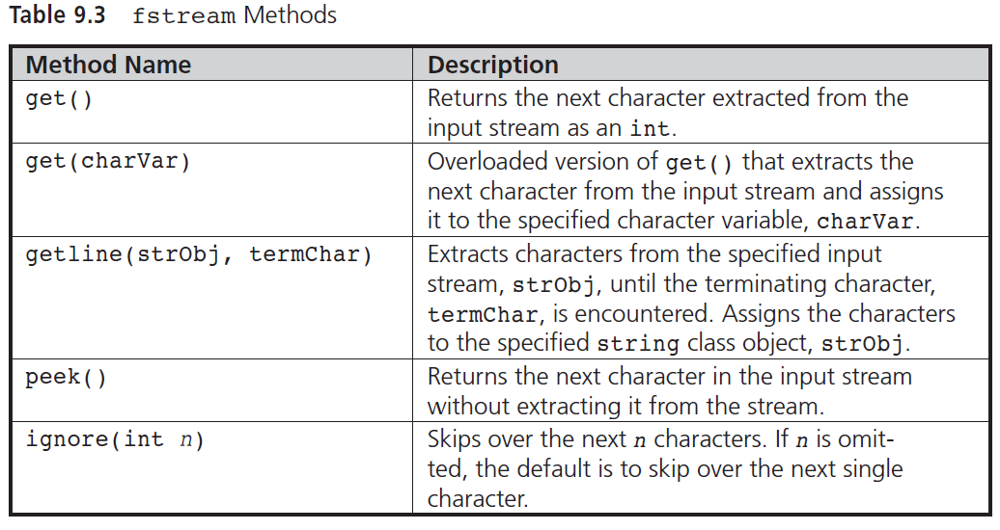 Table 9.3 fstream Methods
Method Name Description
get() Returns the next character extracted from the
input stream as an int.
get(charVar) Overloaded version of get() that extracts the
next character from the input stream and assigns
it to the specified character variable, charVar.
getline(strObj, termChar) Extracts characters from the specified input
stream, strObj, until the terminating character,
termChar, is encountered. Assigns the characters
to the specified string class object, strObj.
peek() Returns the next character in the input stream
without extracting it from the stream.
ignore(int n) Skips over the next n characters. If n is omit-
ted, the default is to skip over the next single
character.